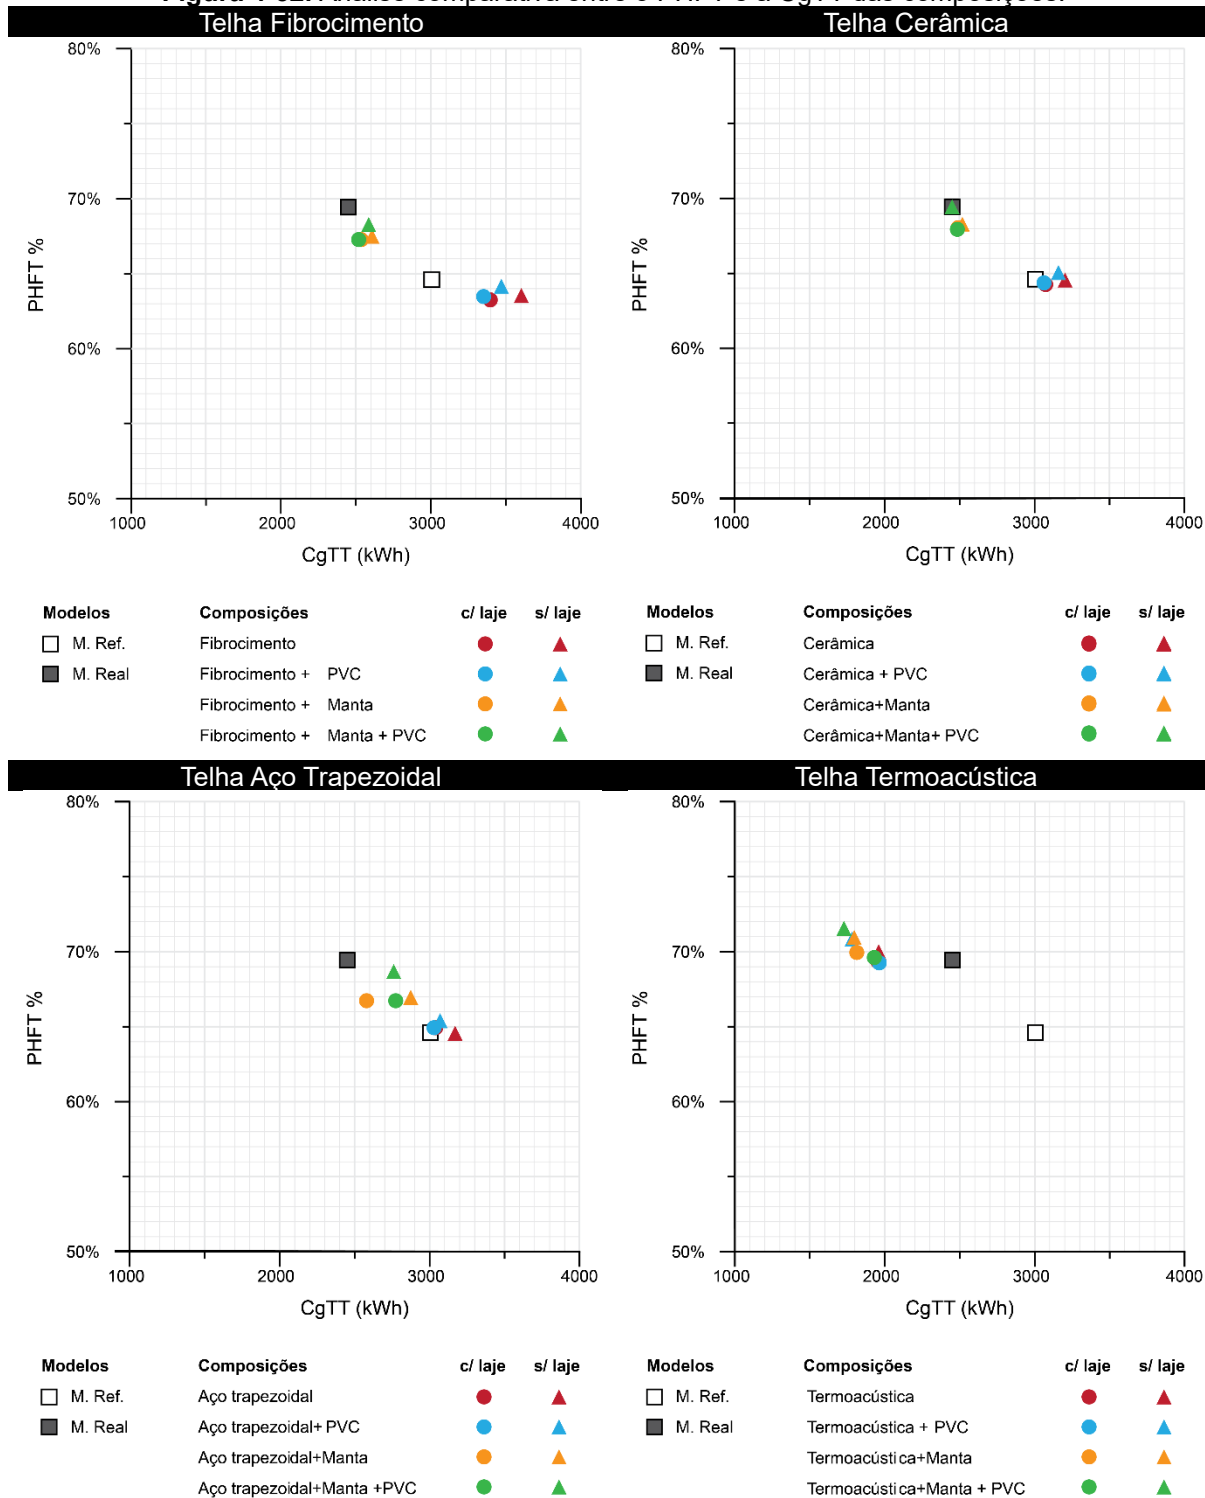 Telha Fibrocimento
Telha Cerâmica
80%
70%
60%
50%
PHFT %
1000 2000 3000 4000
CgTT (kWh)
80%
70%
60%
50%
PHFT %
1000 2000 3000 4000
CgTT (kWh)
Modelos Composições c/ laje s/ laje
M. Ref. Fibrocimento
M. Real Fibrocimento + PVC
Fibrocimento + Manta
Fibrocimento + Manta + PVC
Modelos Composições c/ laje s/ laje
M. Ref. Cerâmica
M. Real Cerâmica + PVC
Cerâmica+Manta
Cerâmica+Manta+ PVC
Telha Aço Trapezoidal
Telha Termoacústica
80%
70%
60%
50%
PHFT %
1000 2000 3000 4000
CgTT (kWh)
80%
70%
60%
50%
PHFT %
1000 2000 3000 4000
CgTT (kWh)
Modelos Composições c/ laje s/ laje
M. Ref. Aço trapezoidal
M. Real Aço trapezoidal+ PVC
Aço trapezoidal+Manta
Aço trapezoidal+Manta +PVC
Modelos Composições c/ laje s/ laje
M. Ref. Termoacústica
M. Real Termoacústica + PVC
Termoacústica+Manta
Termoacústica+Manta + PVC